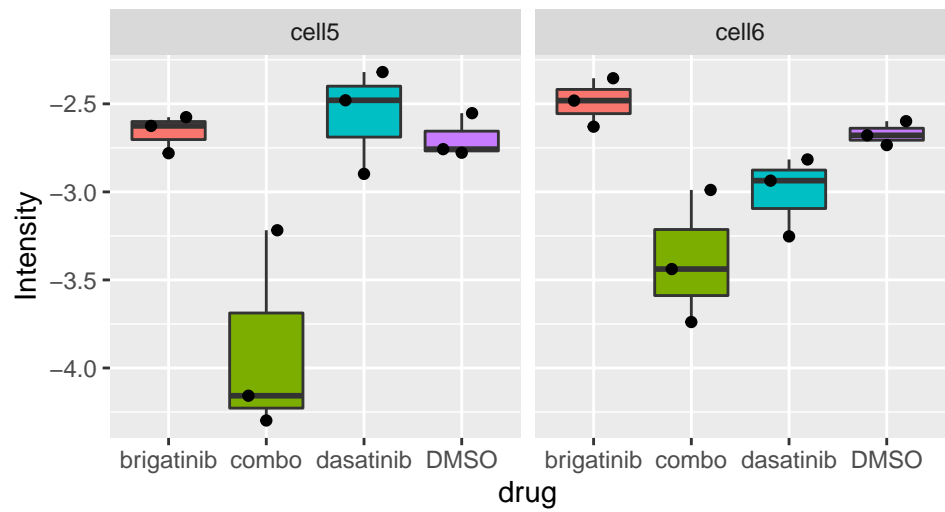 cell5 cell6
Intensity
−2.5
−3.0
−3.5
−4.0
brigatinib combo dasatinib DMSO brigatinib combo dasatinib DMSO
drug